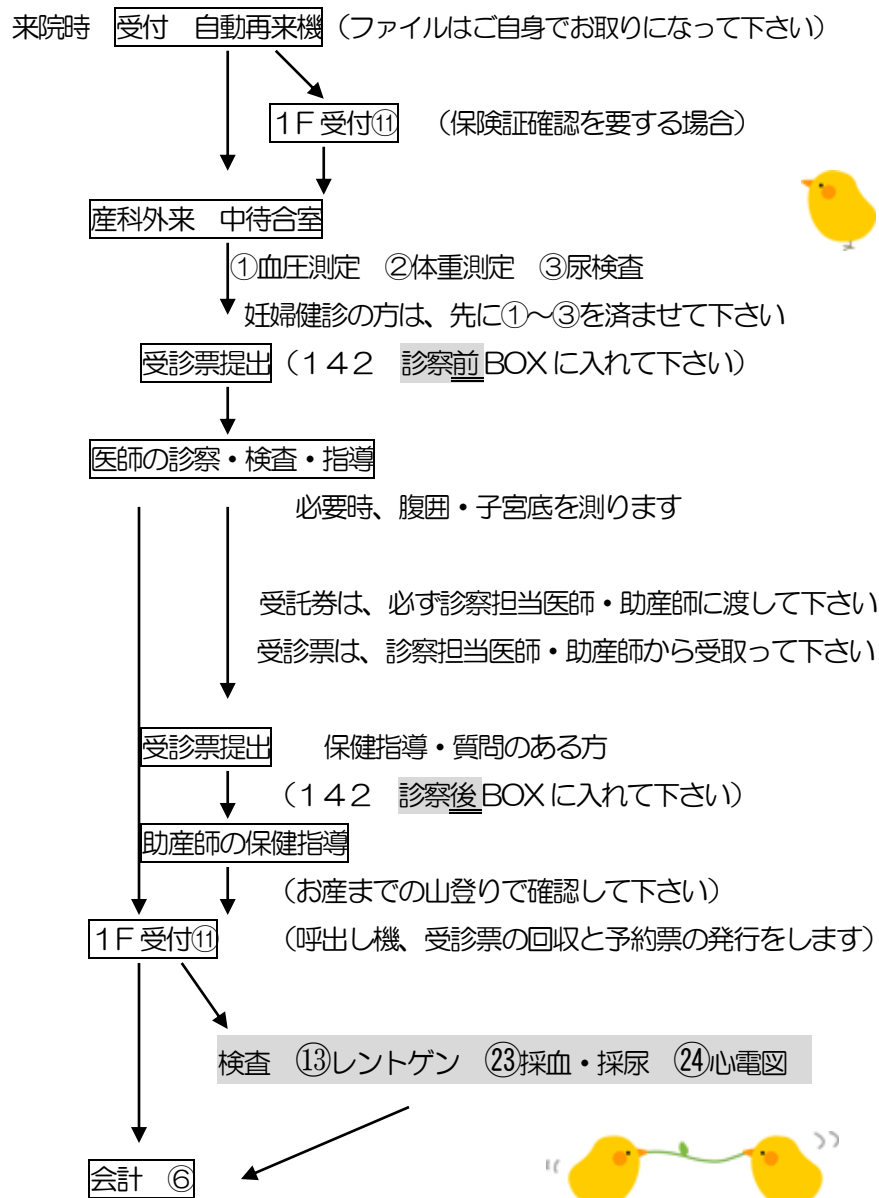 来院時　受付　自動再来機（ファイルはご自身でお取りになって下さい）
１Ｆ受付⑪　（保険証確認を要する場合）
産科外来　中待合室
①血圧測定　②体重測定　③尿検査
妊婦健診の方は、先に①～③を済ませて下さい
受診票提出（１４２　診察前BOXに入れて下さい）
医師の診察・検査・指導
必要時、腹囲・子宮底を測ります
受託券は、必ず診察担当医師・助産師に渡して下さい
受診票は、診察担当医師・助産師から受取って下さい
受診票提出　保健指導・質問のある方
（１４２　診察後BOXに入れて下さい）
助産師の保健指導
（お産までの山登りで確認して下さい）
１Ｆ受付⑪　（呼出し機、受診票の回収と予約票の発行をします）
検査　⑬レントゲン　㉓採血・採尿　㉔心電図
会計　⑥